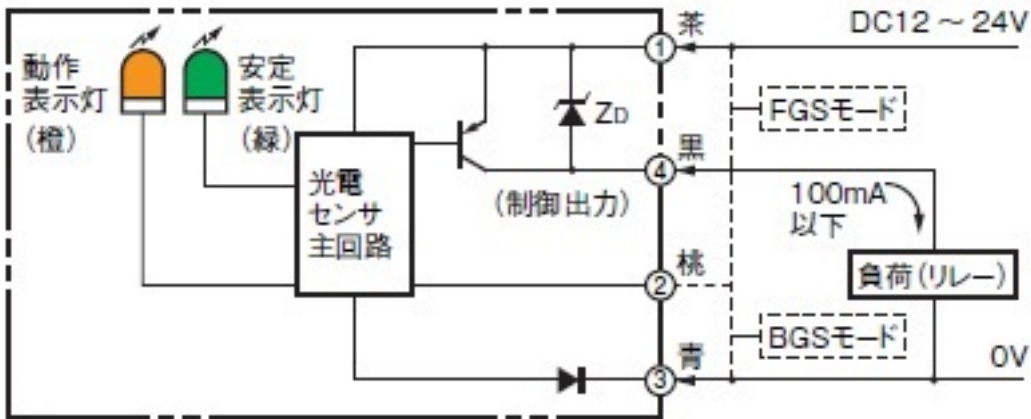 動作
表示灯
(橙)
安定
表示灯
(緑)
光電
センサ
主回路
ZD
(制御出力)
① 茶
④ 黒
② 桃
③ 青
DC12 ～ 24V
FGSモード
100mA
以下
負荷(リレー)
BGSモード
0V